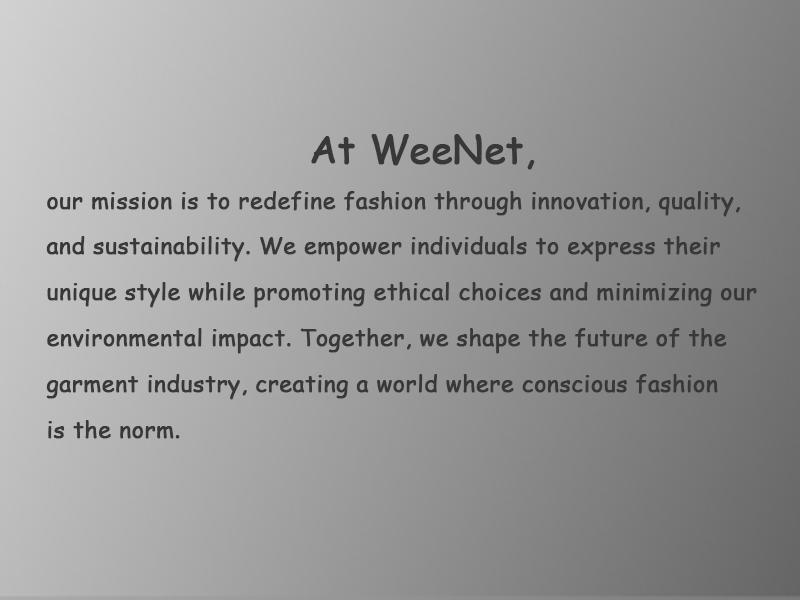 At WeeNet,
our mission is to redefine fashion through innovation, quality,
and sustainability. We empower individuals to express their
unique style while promoting ethical choices and minimizing our
environmental impact. Together, we shape the future of the
garment industry, creating a world where conscious fashion
is the norm.